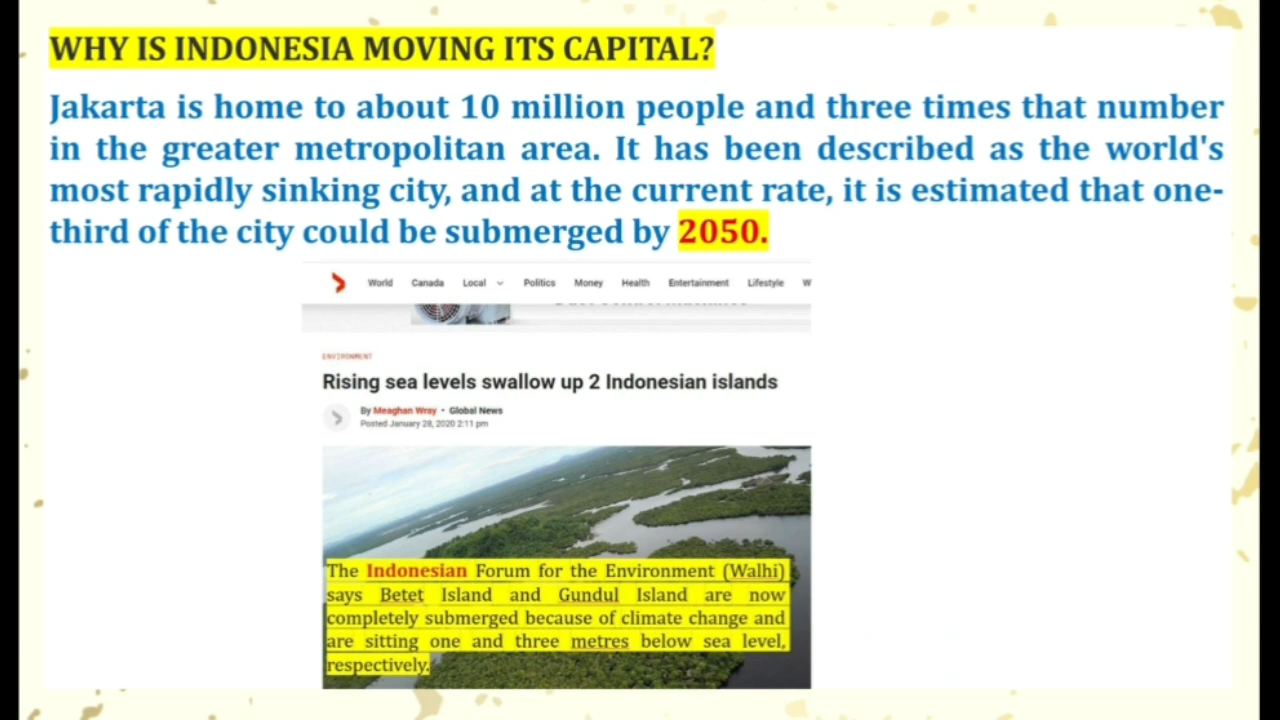 WHY IS INDONESIA MOVING ITS CAPITAL?
Jakarta is home to about 10 million people and three times that number
in the greater metropolitan area. It has been described as the world's
most rapidly sinking city, and at the current rate, it is estimated that one-
third of the city could be submerged by 2050.
World Canada Local Politics Money Health Entertainment Lifestyle W
ENVIRONMENT
Rising sea levels swallow up 2 Indonesian islands
By Meaghan Wray • Global News
Posted January 28, 2020 2:11 pm
The Indonesian Forum for the Environment (Walhi)
says Betet Island and Gundul Island are now
completely submerged because of climate change and
are sitting one and three metres below sea level,
respectively.